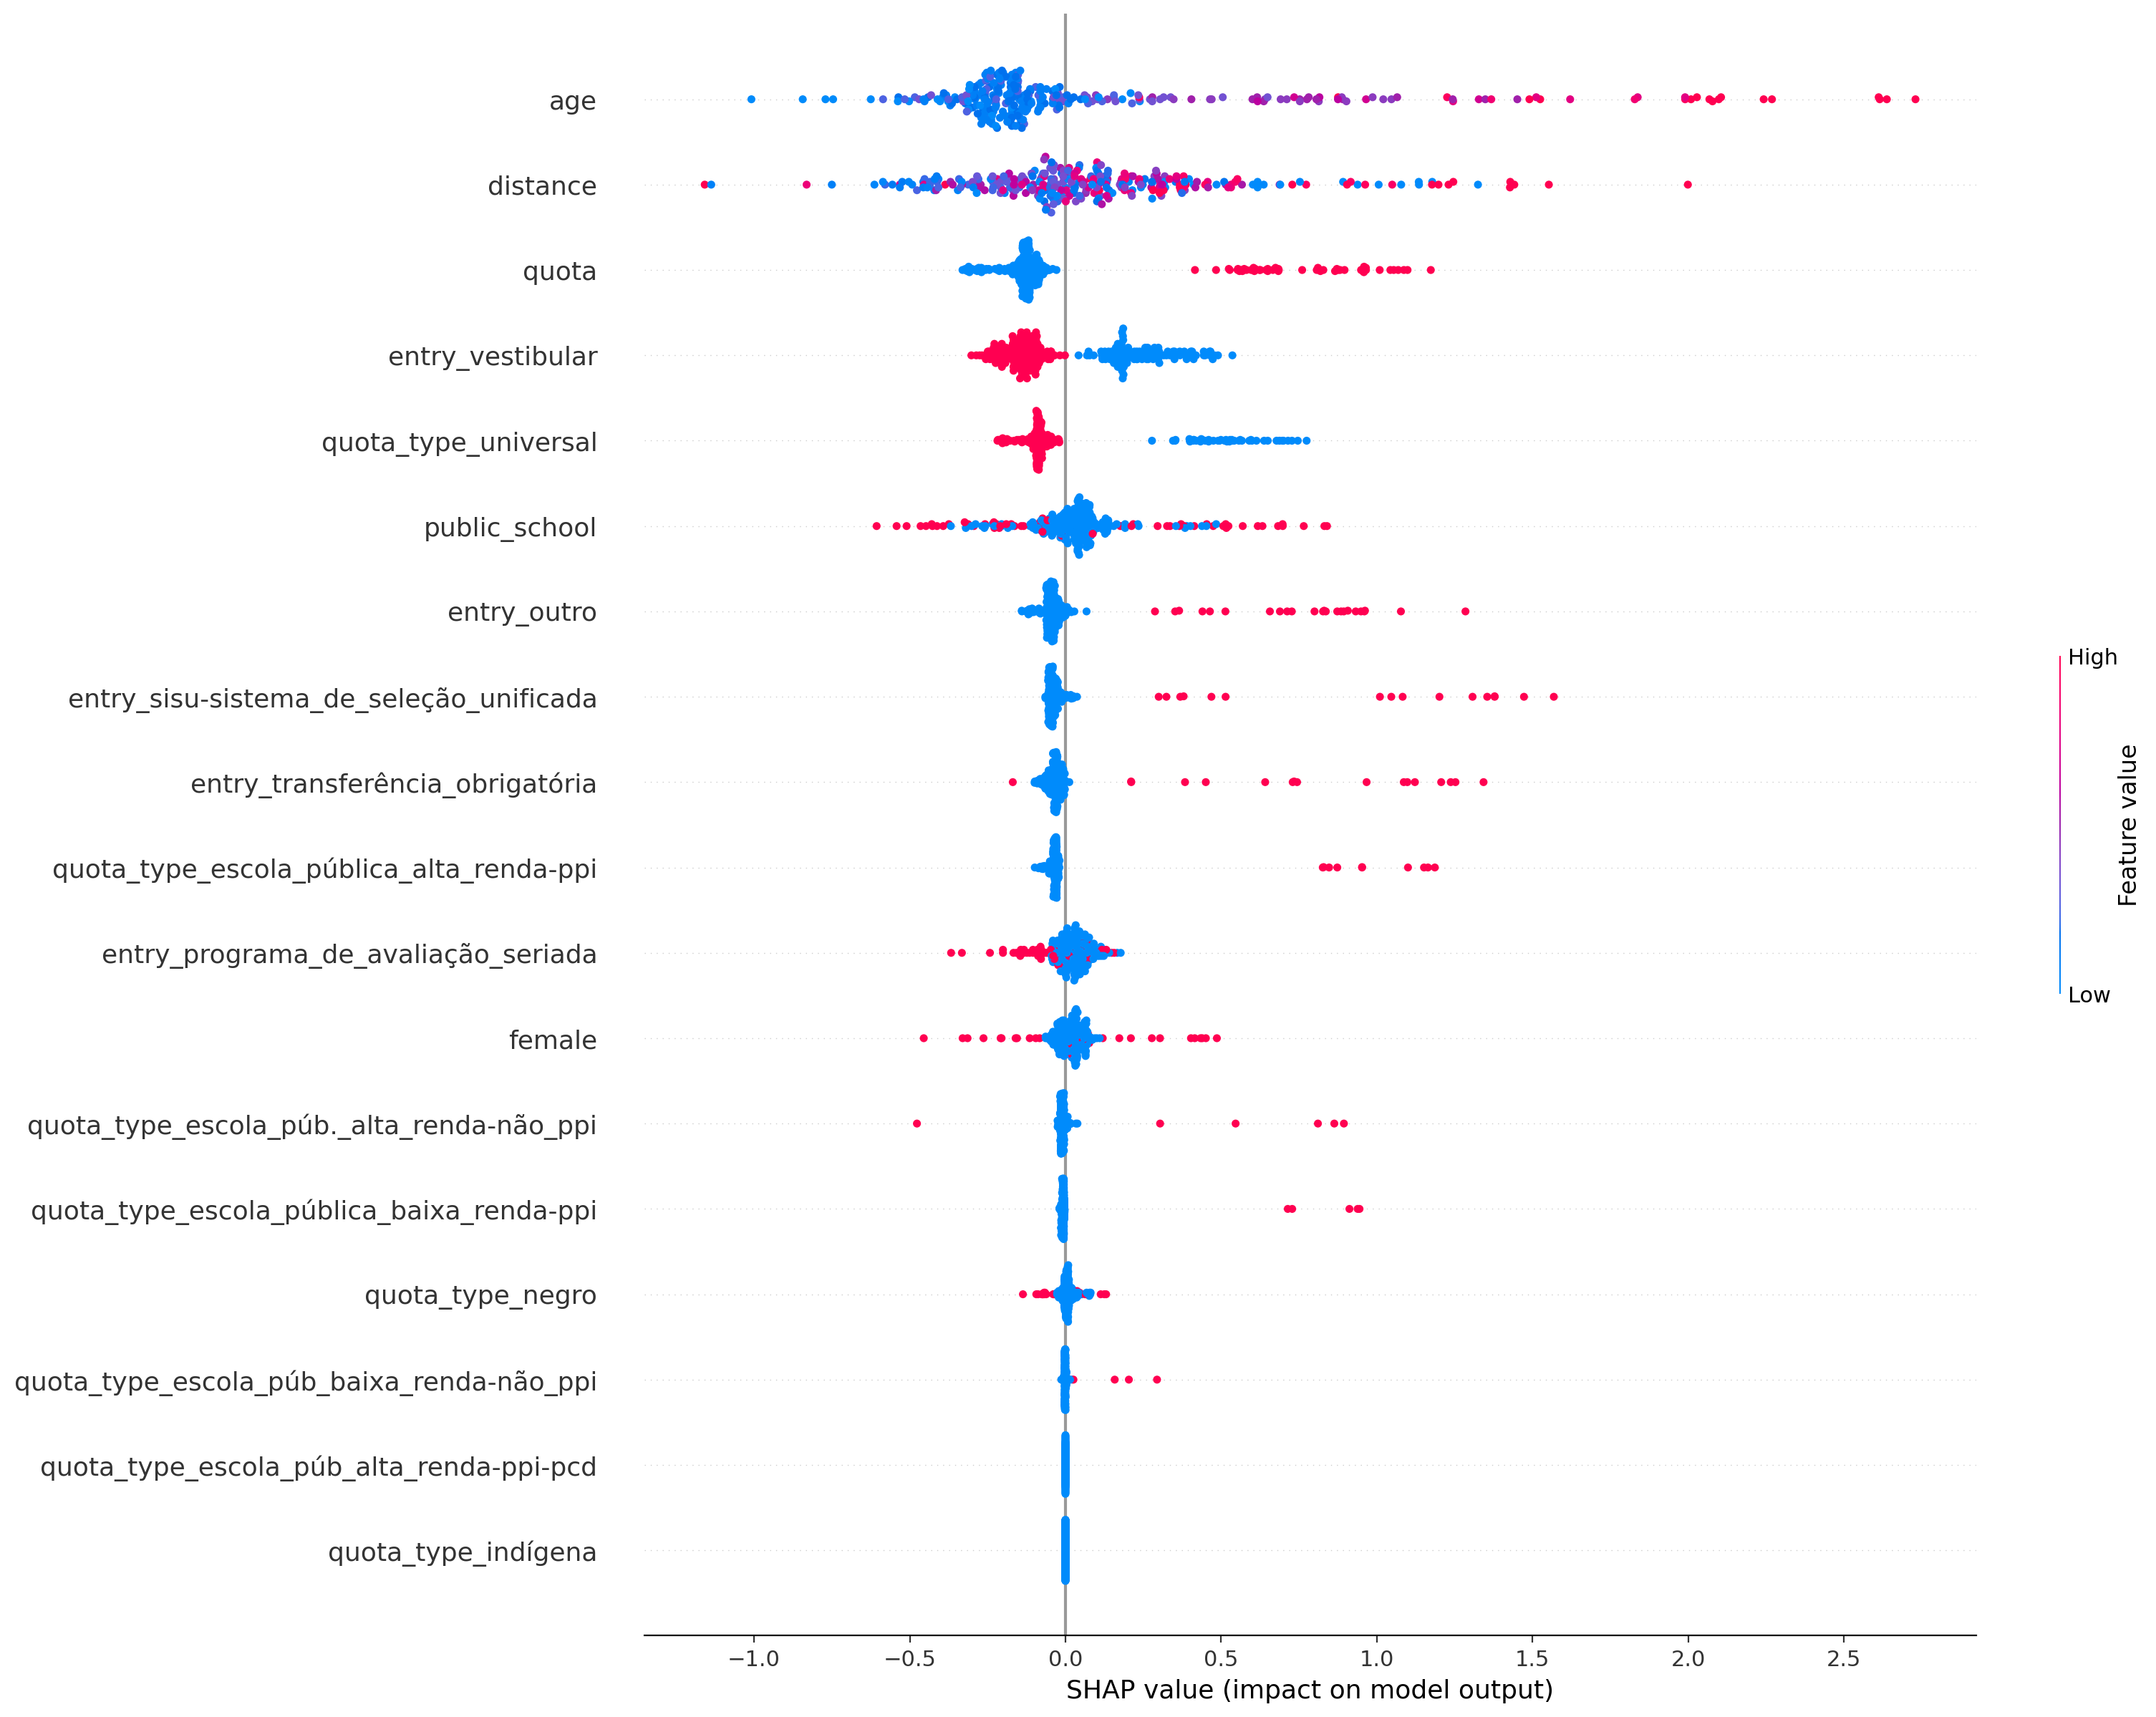 age
distance
quota
entry_vestibular
quota_type_universal
public_school
entry_outro
entry_sisu-sistema_de_seleção_unificada
entry_transferência_obrigatória
quota_type_escola_pública_alta_renda-ppi
entry_programa_de_avaliação_seriada
female
quota_type_escola_púb._alta_renda-não_ppi
quota_type_escola_pública_baixa_renda-ppi
quota_type_negro
quota_type_escola_púb_baixa_renda-não_ppi
quota_type_escola_púb_alta_renda-ppi-pcd
quota_type_indígena
High
Feature value
Low
−1.0 −0.5 0.0 0.5 1.0 1.5 2.0 2.5
SHAP value (impact on model output)